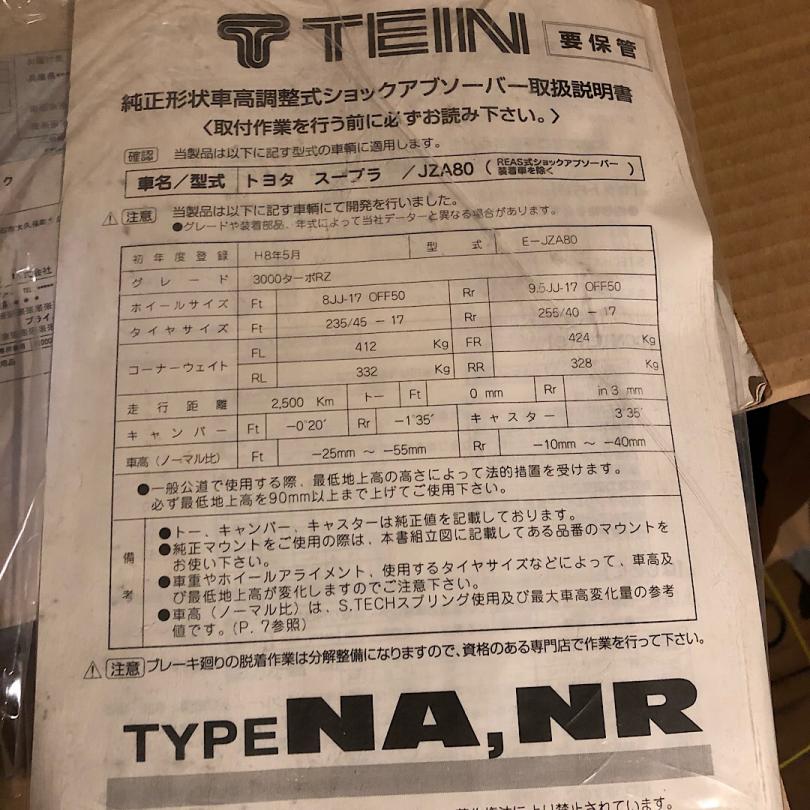 TEIN 要保管
純正形状車高調整式ショックアブソーバー取扱説明書
〈取付作業を行う前に必ずお読み下さい。〉
確認 当製品は以下に記す型式の車輌に適用します。
車名／型式 トヨタ スープラ ／JZA80 ( REAS式ショックアブソーバー
装着車を除く )
⚠ 注意 当製品は以下に記す車輌にて開発を行いました。
●グレードや装着部品、年式によって当社データーと異なる場合があります。
初年度登録 H8年5月 型式 E－JZA80
グレード 3000ターボRZ
ホイールサイズ Ft 8JJ-17 OFF50 Rr 9.5JJ-17 OFF50
タイヤサイズ Ft 235/45 － 17 Rr 255/40 － 17
コーナーウェイト FL 412 Kg FR 424 Kg
RL 332 Kg RR 328 Kg
走行距離 2,500 Km トー Ft 0 mm Rr in 3 mm
キャンバー Ft －0°20′ Rr －1°35′ キャスター 3°35′
車高（ノーマル比） Ft －25mm ～ －55mm Rr －10mm ～ －40mm
●一般公道で使用する際、最低地上高の高さによって法的措置を受けます。
必ず最低地上高を90mm以上まで上げてご使用下さい。
備考
●トー、キャンバー、キャスターは純正値を記載しております。
●純正マウントをご使用の際は、本書組立図に記載してある品番のマウントを
お使い下さい。
●車重やホイールアライメント、使用するタイヤサイズなどによって、車高及
び最低地上高が変化しますのでご注意下さい。
●車高（ノーマル比）は、S,TECHスプリング使用及び最大車高変化量の参考
値です。(P. 7参照)
⚠ 注意 ブレーキ廻りの脱着作業は分解整備になりますので、資格のある専門店で作業を行って下さい。
TYPE NA, NR
により禁止されています。